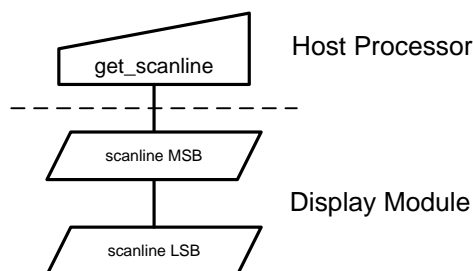 Host Processor
get_scanline
scanline MSB
Display Module
scanline LSB